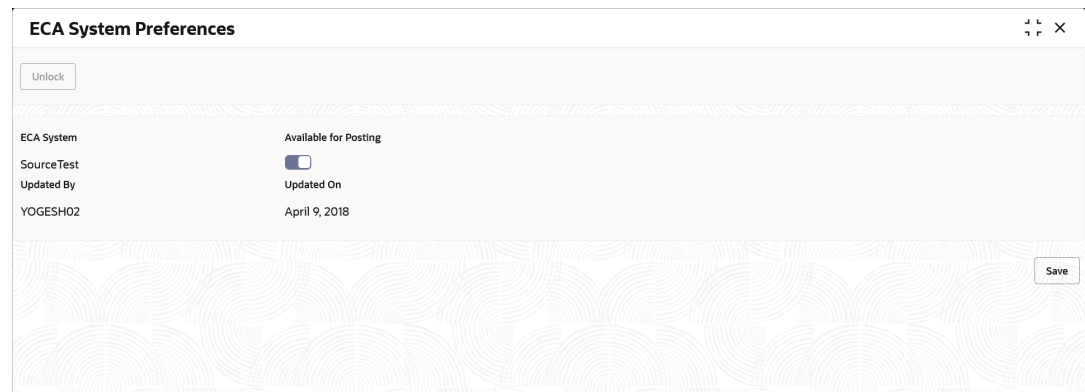 ECA System Preferences
Unlock
ECA System Available for Posting
SourceTest
Updated By Updated On
YOGESH02 April 9, 2018
Save